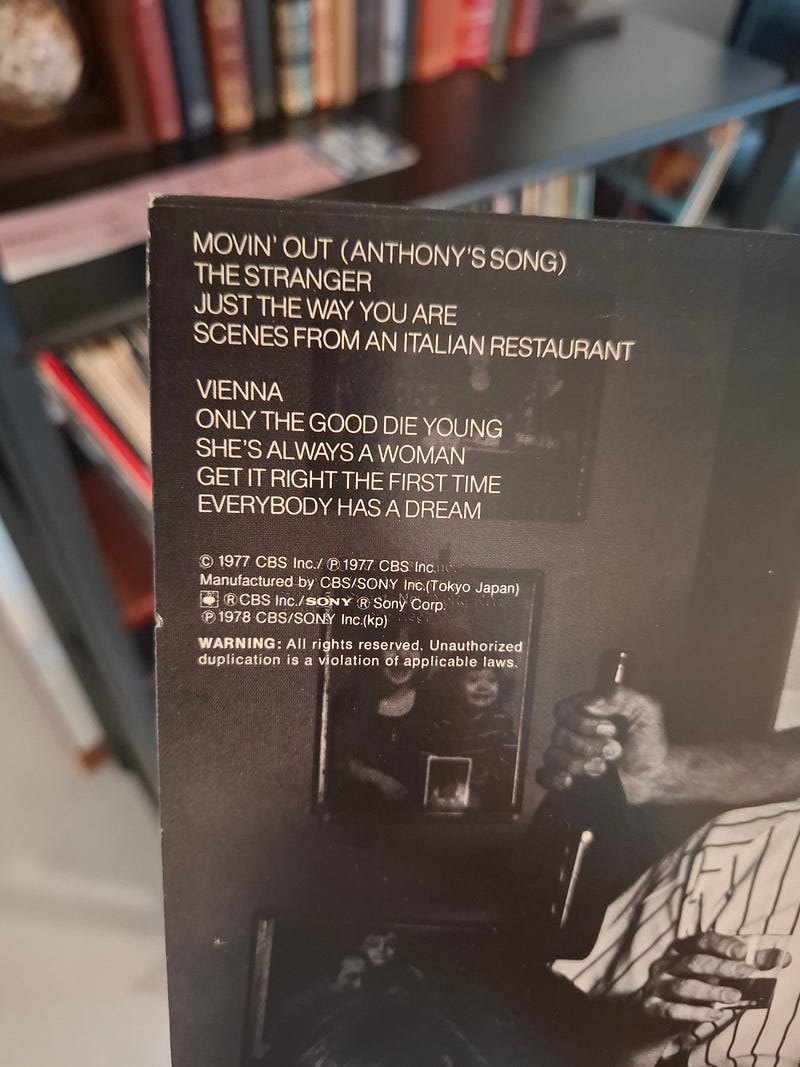 MOVIN' OUT (ANTHONY'S SONG)
THE STRANGER
JUST THE WAY YOU ARE
SCENES FROM AN ITALIAN RESTAURANT
VIENNA
ONLY THE GOOD DIE YOUNG
SHE'S ALWAYS A WOMAN
GET IT RIGHT THE FIRST TIME
EVERYBODY HAS A DREAM
© 1977 CBS Inc./ ℗ 1977 CBS Inc.
Manufactured by CBS/SONY Inc.(Tokyo Japan)
® CBS Inc./SONY ® Sony Corp.
℗ 1978 CBS/SONY Inc.(kp)
WARNING: All rights reserved. Unauthorized
duplication is a violation of applicable laws.